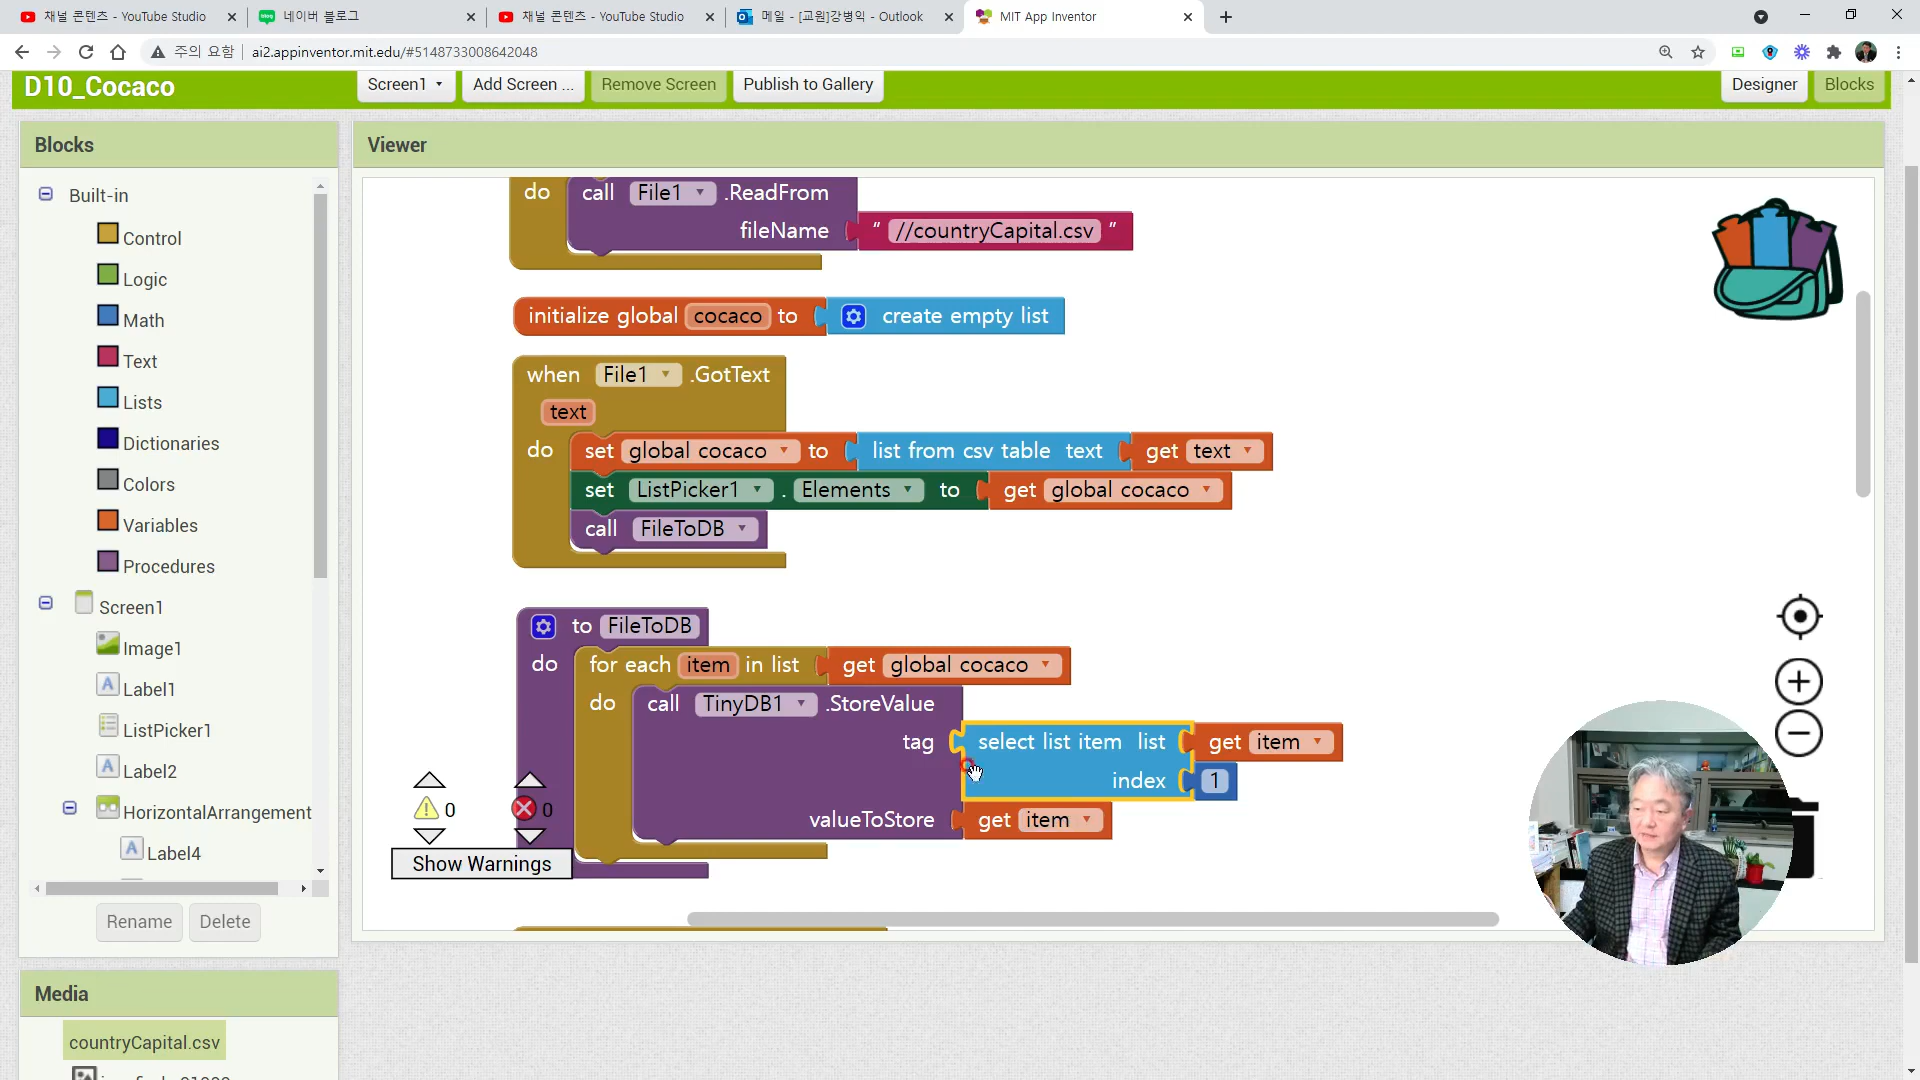 채널 콘텐츠 - YouTube Studio
네이버 블로그
채널 콘텐츠 - YouTube Studio
메일 - [교원]강병익 - Outlook
MIT App Inventor
주의 요함
ai2.appinventor.mit.edu/#5148733008642048
D10_Cocaco
Screen1
Add Screen ...
Remove Screen
Publish to Gallery
Designer
Blocks
Blocks
Viewer
Built-in
Control
Logic
Math
Text
Lists
Dictionaries
Colors
Variables
Procedures
Screen1
Image1
Label1
ListPicker1
Label2
HorizontalArrangement
Label4
Rename
Delete
Media
countryCapital.csv
do call File1 .ReadFrom
fileName " //countryCapital.csv "
initialize global cocaco to create empty list
when File1 .GotText
text
do set global cocaco to list from csv table text get text
set ListPicker1 . Elements to get global cocaco
call FileToDB
to FileToDB
do for each item in list get global cocaco
do call TinyDB1 .StoreValue
tag select list item list get item
index 1
valueToStore get item
0
0
Show Warnings